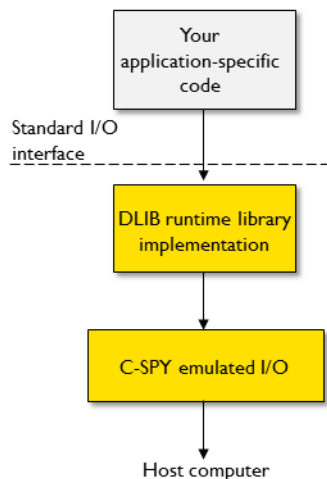 Your
application-specific
code
Standard I/O
interface
DLIB runtime library
implementation
C-SPY emulated I/O
Host computer